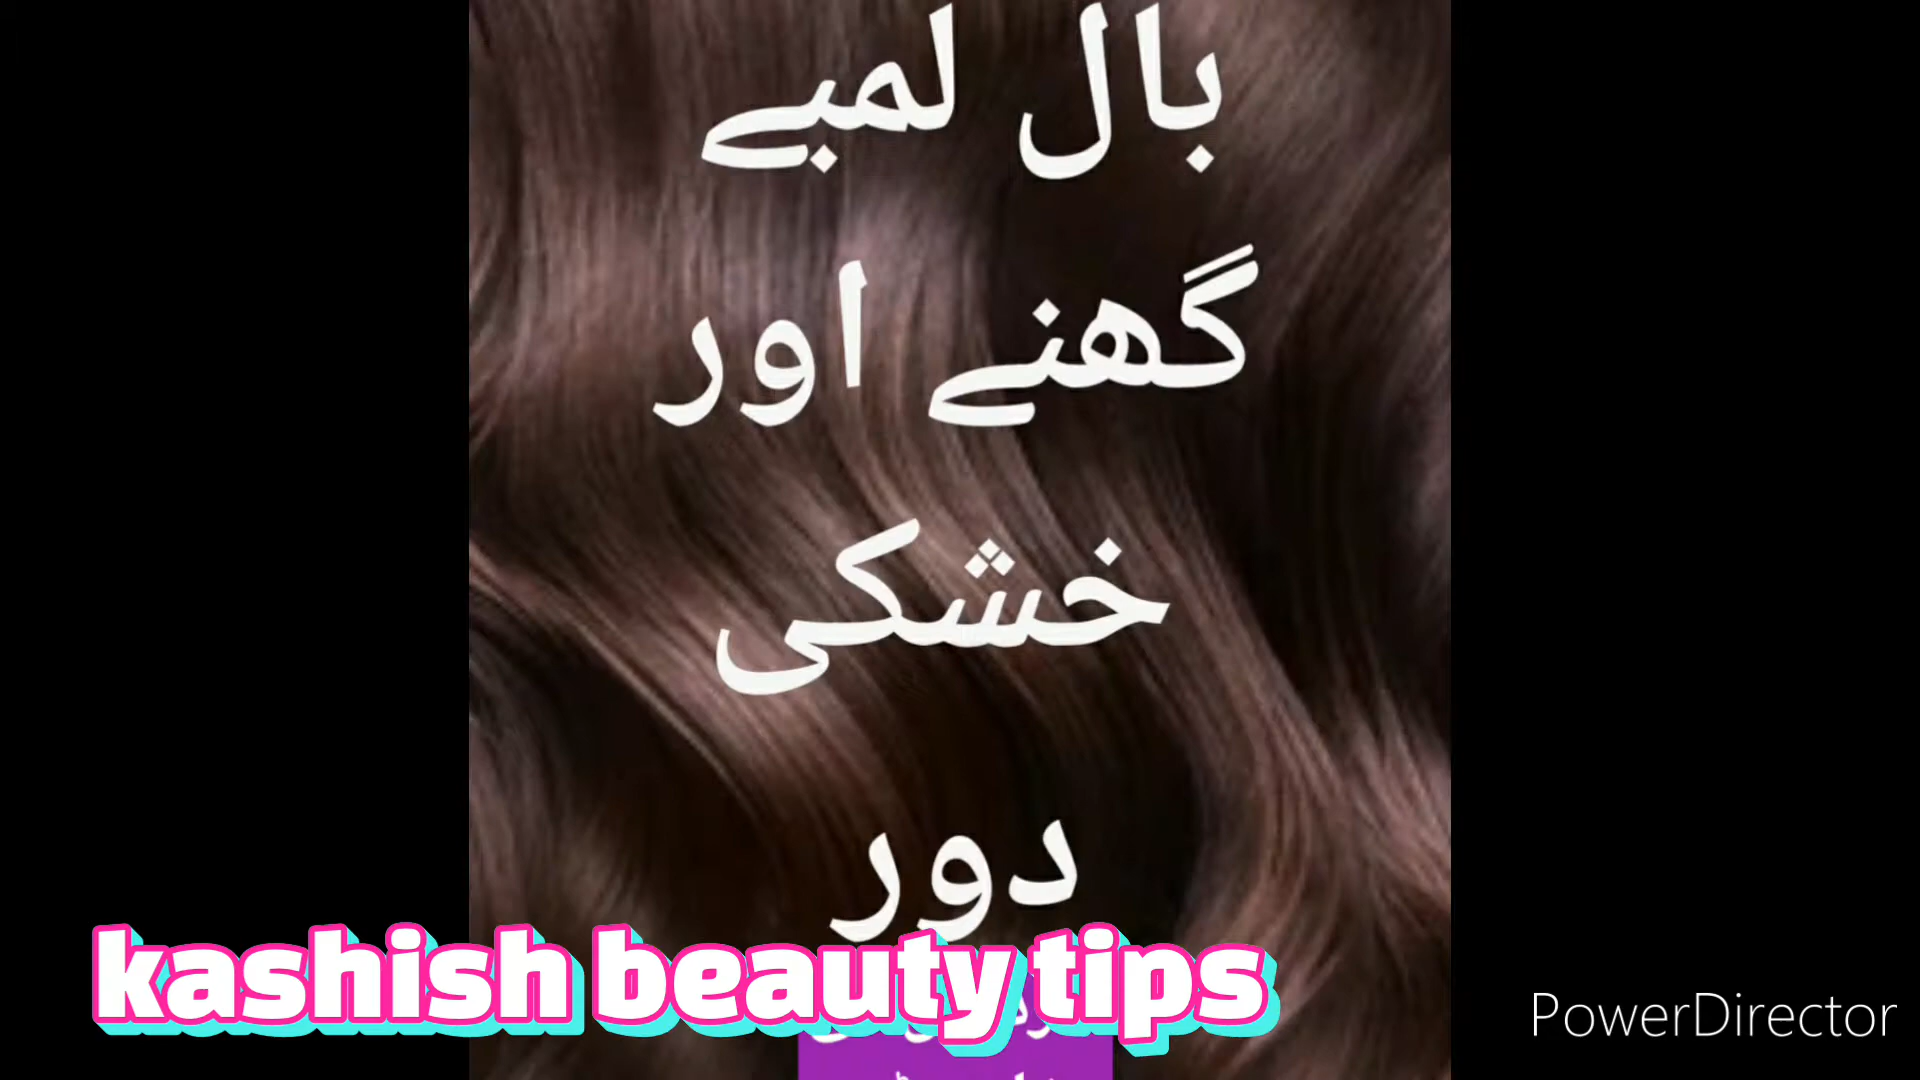 بال لمبے
گھنے اور
خشکی
دور
kashish beauty tips
PowerDirector